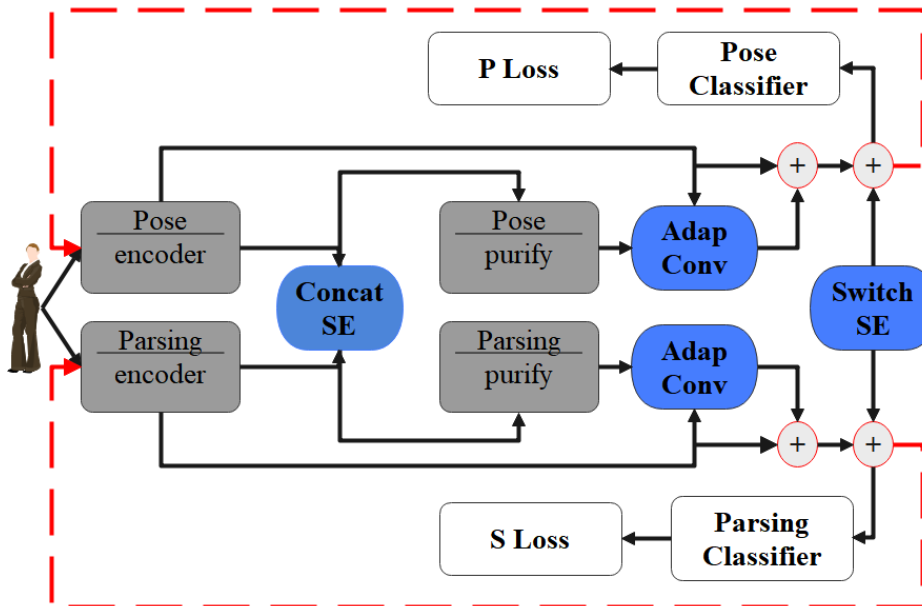 P Loss
Pose
Classifier
+
+
Pose
encoder
Pose
purify
Adap
Conv
Concat
SE
Switch
SE
Parsing
encoder
Parsing
purify
Adap
Conv
+
+
S Loss
Parsing
Classifier